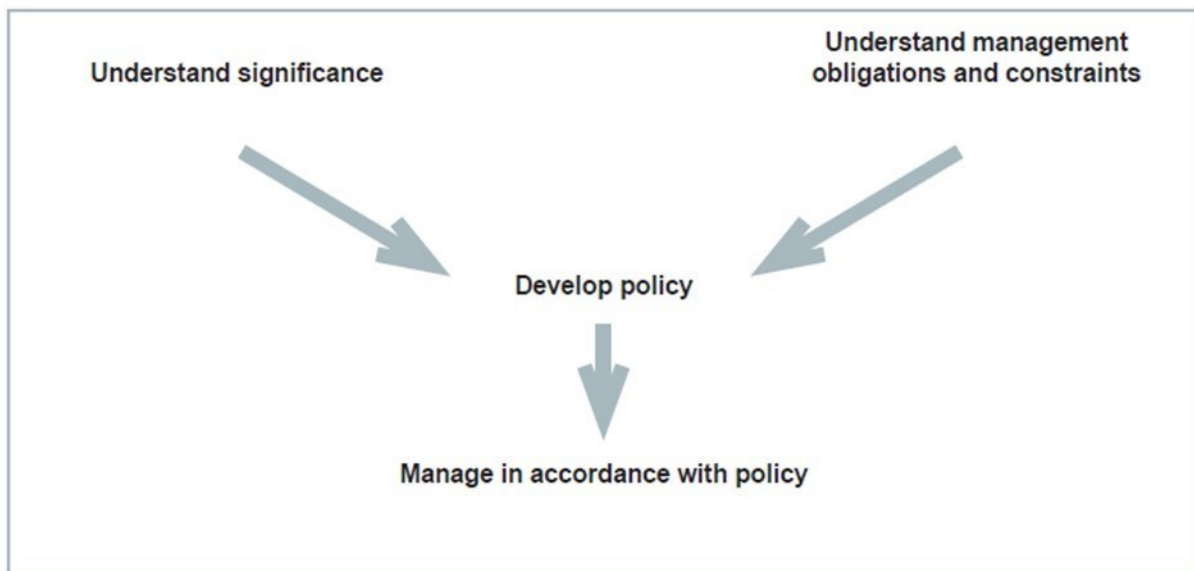 Understand significance
Understand management
obligations and constraints
Develop policy
Manage in accordance with policy